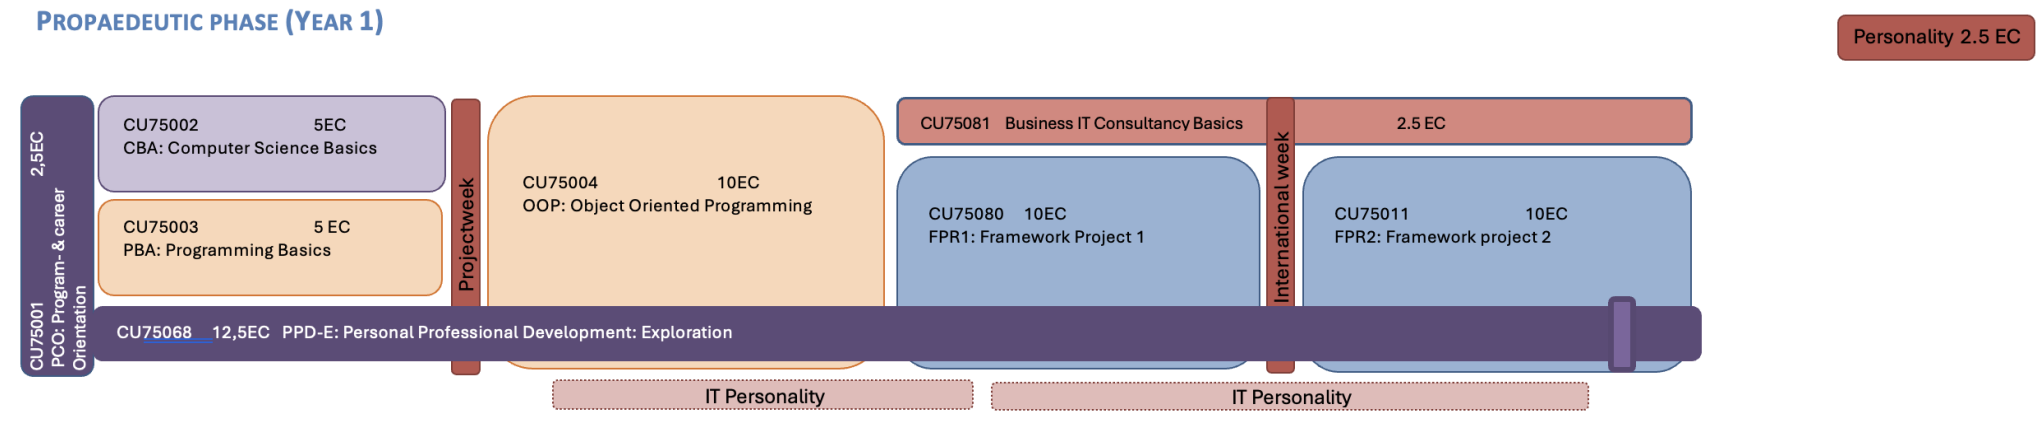 PROPAEDEUTIC PHASE (YEAR 1)
Personality 2.5 EC
CU75001 2,5EC
PCO: Program- & career
Orientation
CU75002 5EC
CBA: Computer Science Basics
CU75003 5 EC
PBA: Programming Basics
Projectweek
CU75004 10EC
OOP: Object Oriented Programming
CU75081 Business IT Consultancy Basics 2.5 EC
CU75080 10EC
FPR1: Framework Project 1
International week
CU75011 10EC
FPR2: Framework project 2
CU75068 12,5EC PPD-E: Personal Professional Development: Exploration
IT Personality
IT Personality